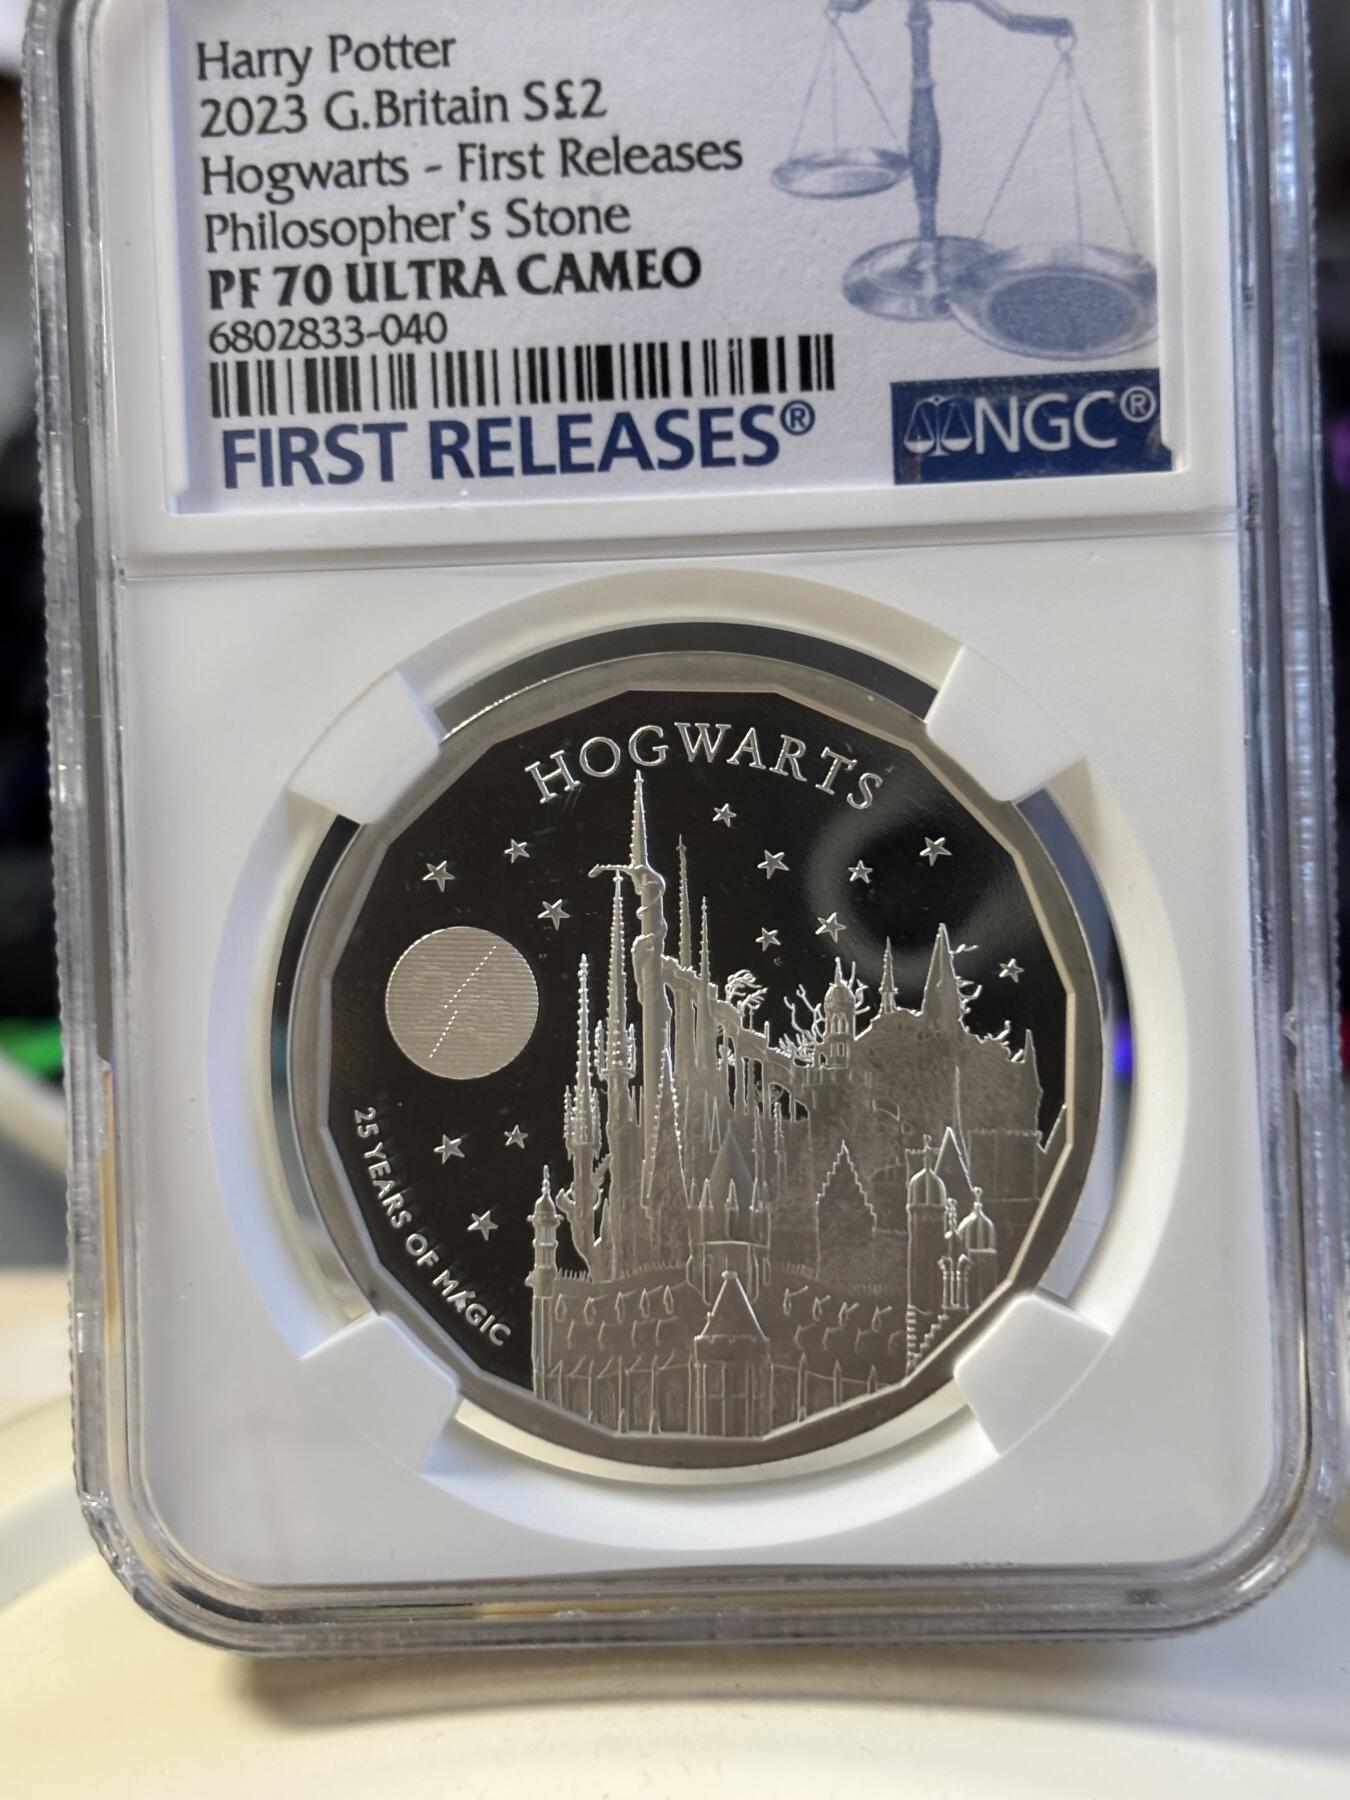 Harry Potter
2023 G.Britain S£2
Hogwarts - First Releases
Philosopher's Stone
PF 70 ULTRA CAMEO
6802833-040
FIRST RELEASES®
NGC®
HOGWARTS
25 YEARS OF MAGIC